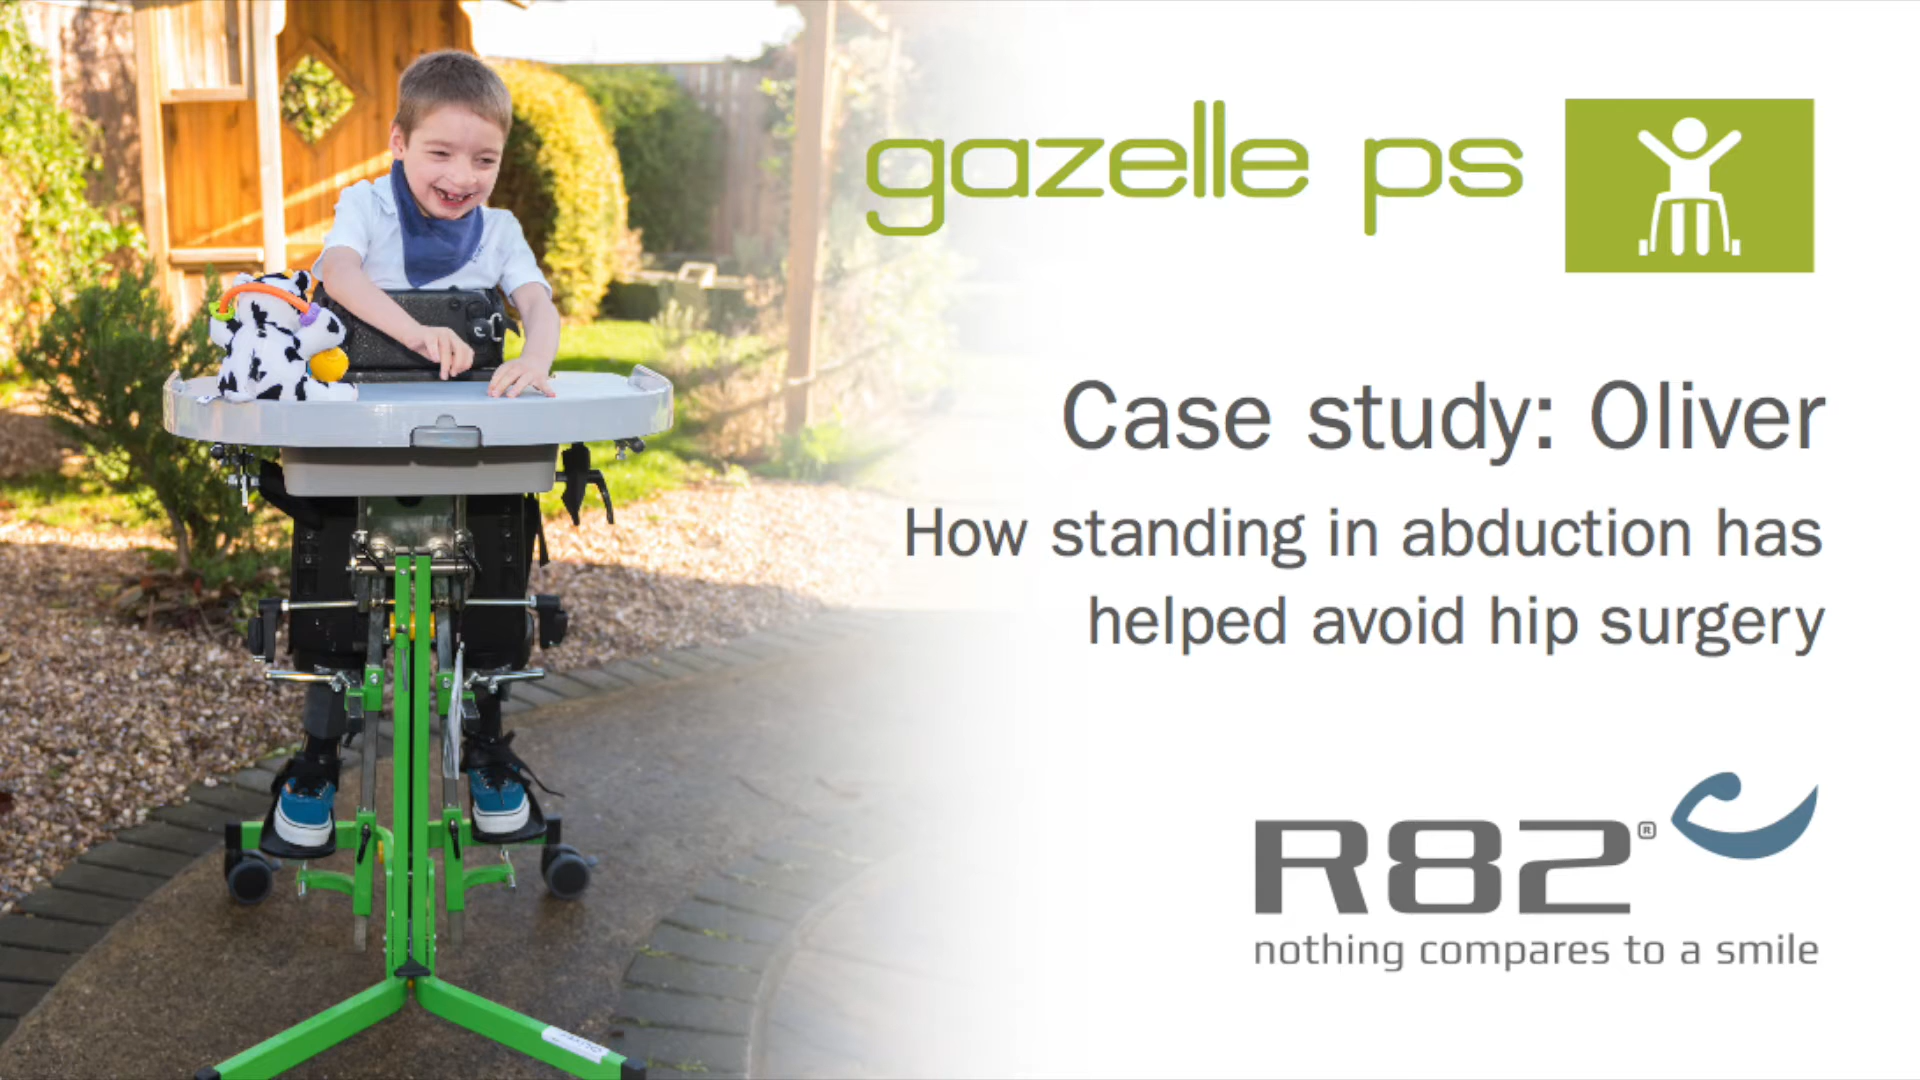 gazelle ps
Case study: Oliver
How standing in abduction has
helped avoid hip surgery
R82®
nothing compares to a smile